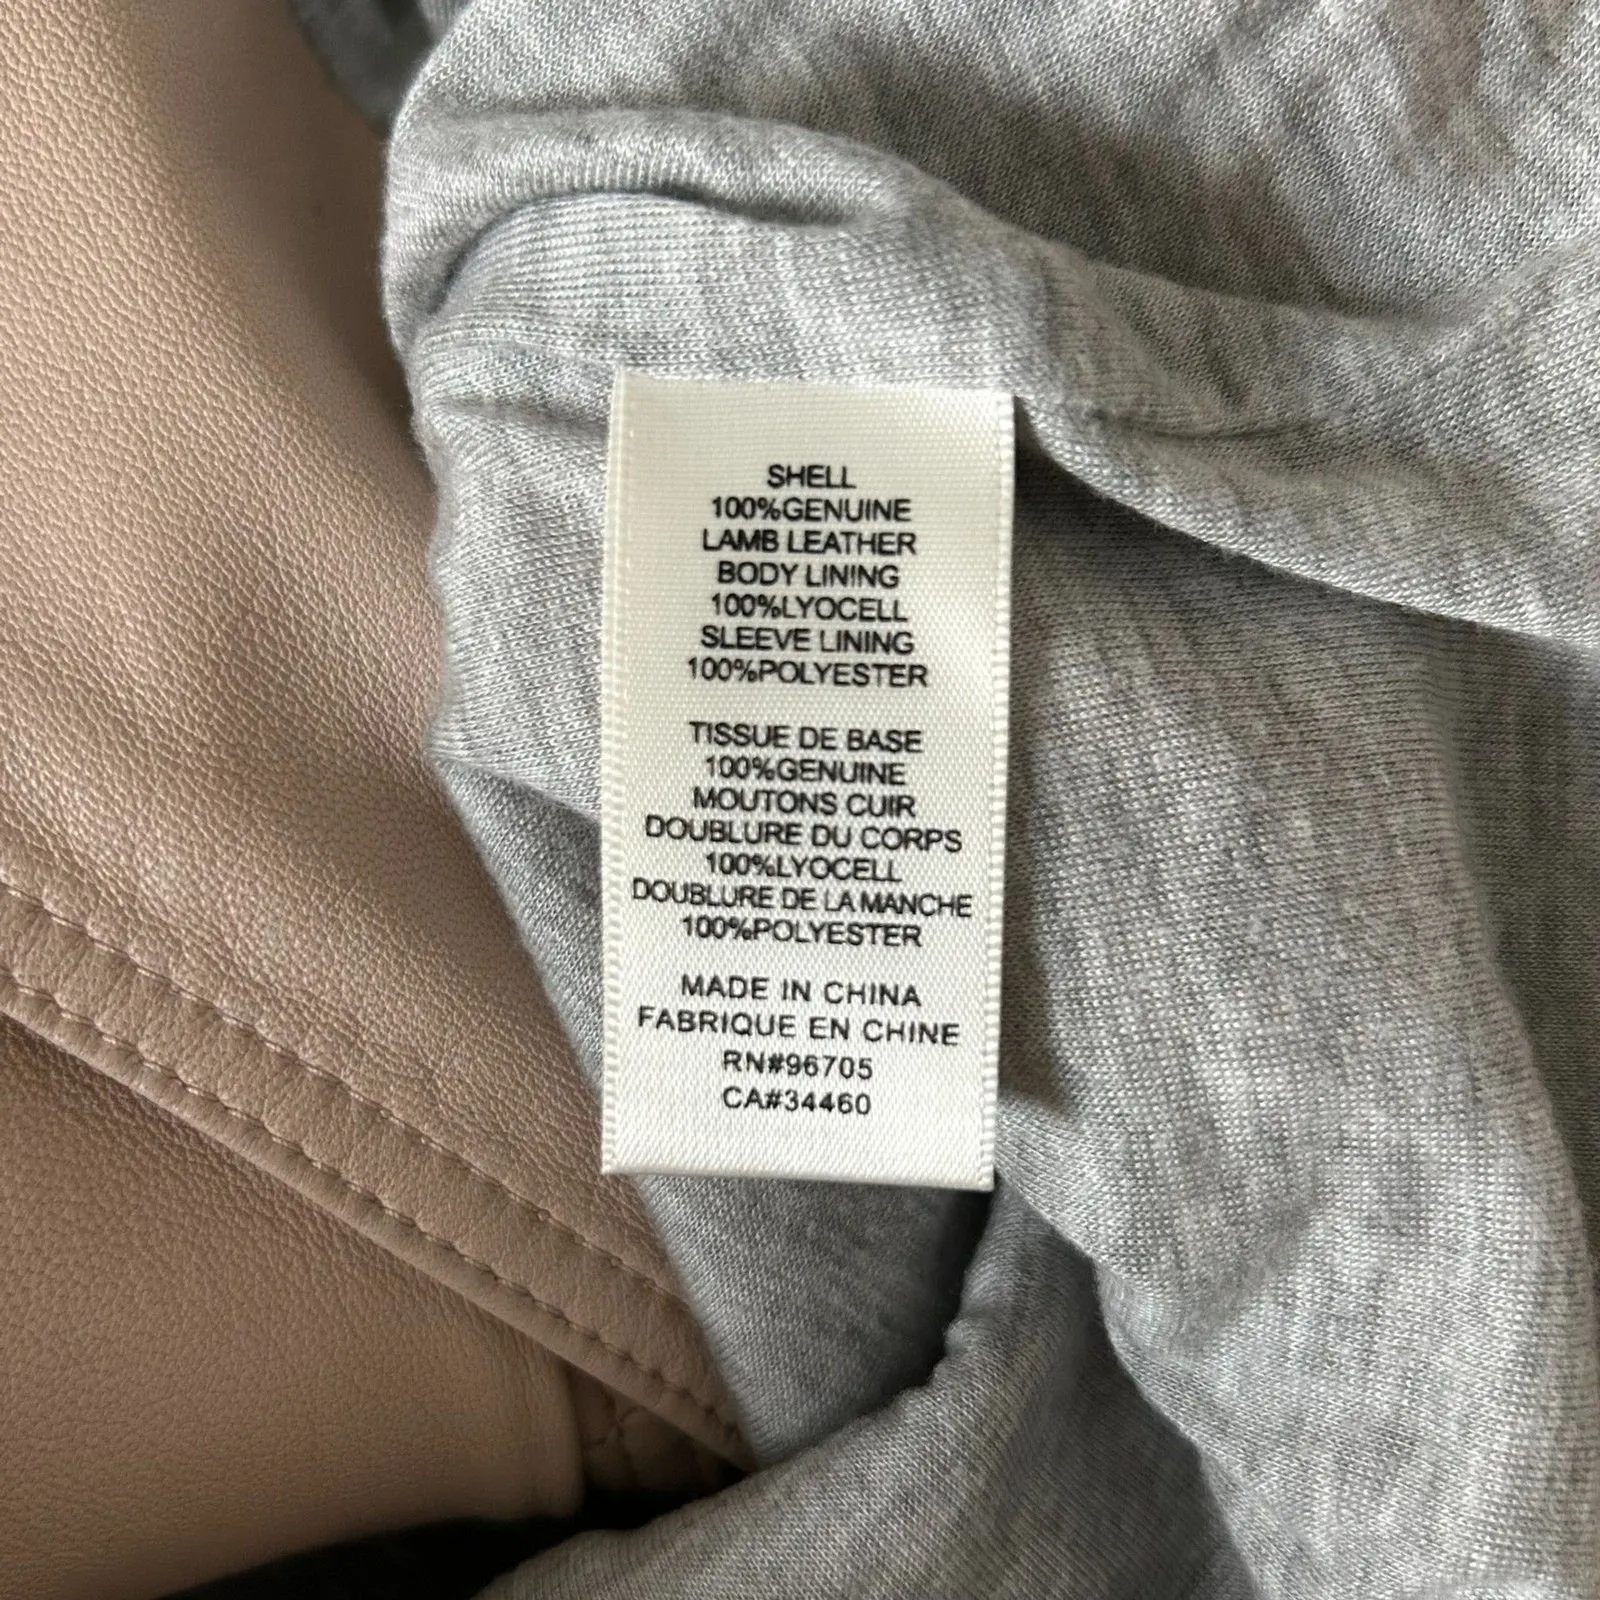 SHELL
100%GENUINE
LAMB LEATHER
BODY LINING
100%LYOCELL
SLEEVE LINING
100%POLYESTER
TISSUE DE BASE
100%GENUINE
MOUTONS CUIR
DOUBLURE DU CORPS
100%LYOCELL
DOUBLURE DE LA MANCHE
100%POLYESTER
MADE IN CHINA
FABRIQUE EN CHINE
RN#96705
CA#34460